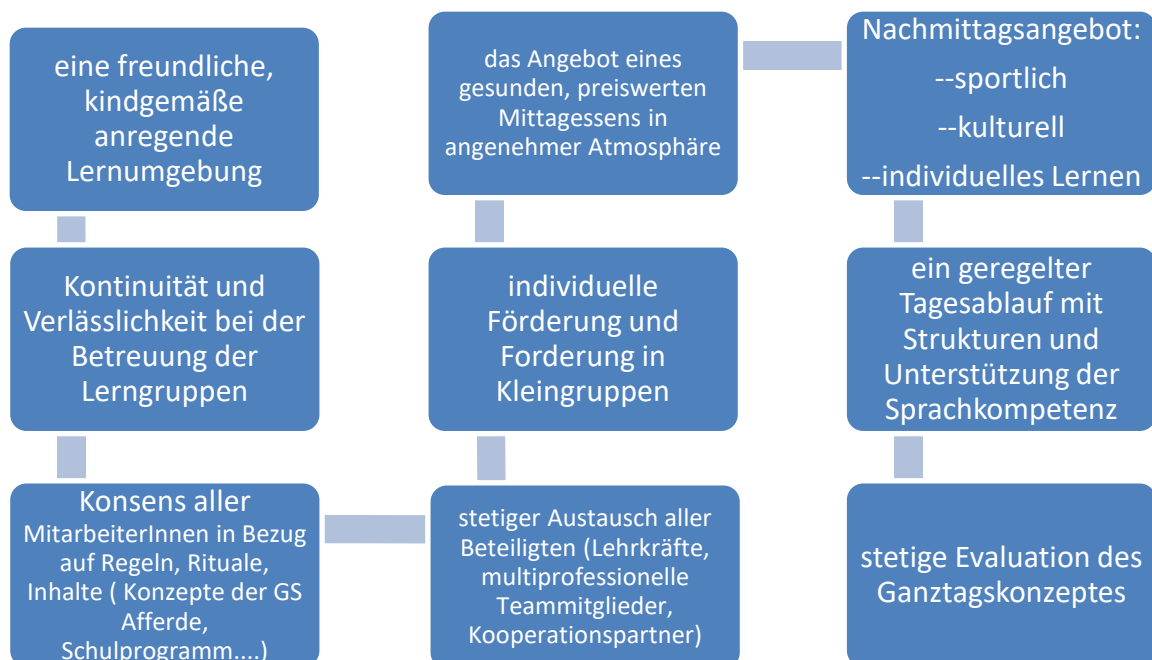 eine freundliche,
kindgemäße
anregende
Lernumgebung
Kontinuität und
Verlässlichkeit bei der
Betreuung der
Lerngruppen
Konsens aller
MitarbeiterInnen in Bezug
auf Regeln, Rituale,
Inhalte ( Konzepte der GS
Afferde,
Schulprogramm....)
stetiger Austausch aller
Beteiligten (Lehrkräfte,
multiprofessionelle
Teammitglieder,
Kooperationspartner)
individuelle
Förderung und
Forderung in
Kleingruppen
das Angebot eines
gesunden, preiswerten
Mittagessens in
angenehmer Atmosphäre
Nachmittagsangebot:
--sportlich
--kulturell
--individuelles Lernen
ein geregelter
Tagesablauf mit
Strukturen und
Unterstützung der
Sprachkompetenz
stetige Evaluation des
Ganztagskonzeptes